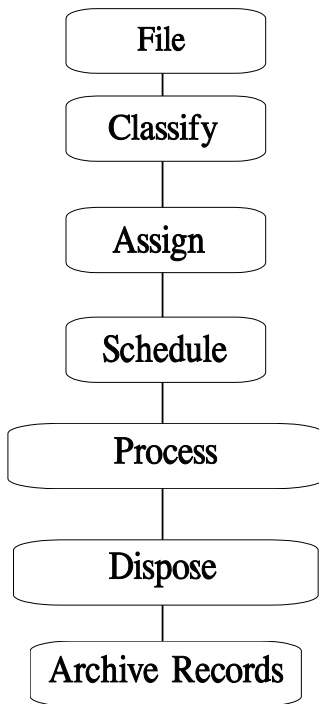 File
Classify
Assign
Schedule
Process
Dispose
Archive Records